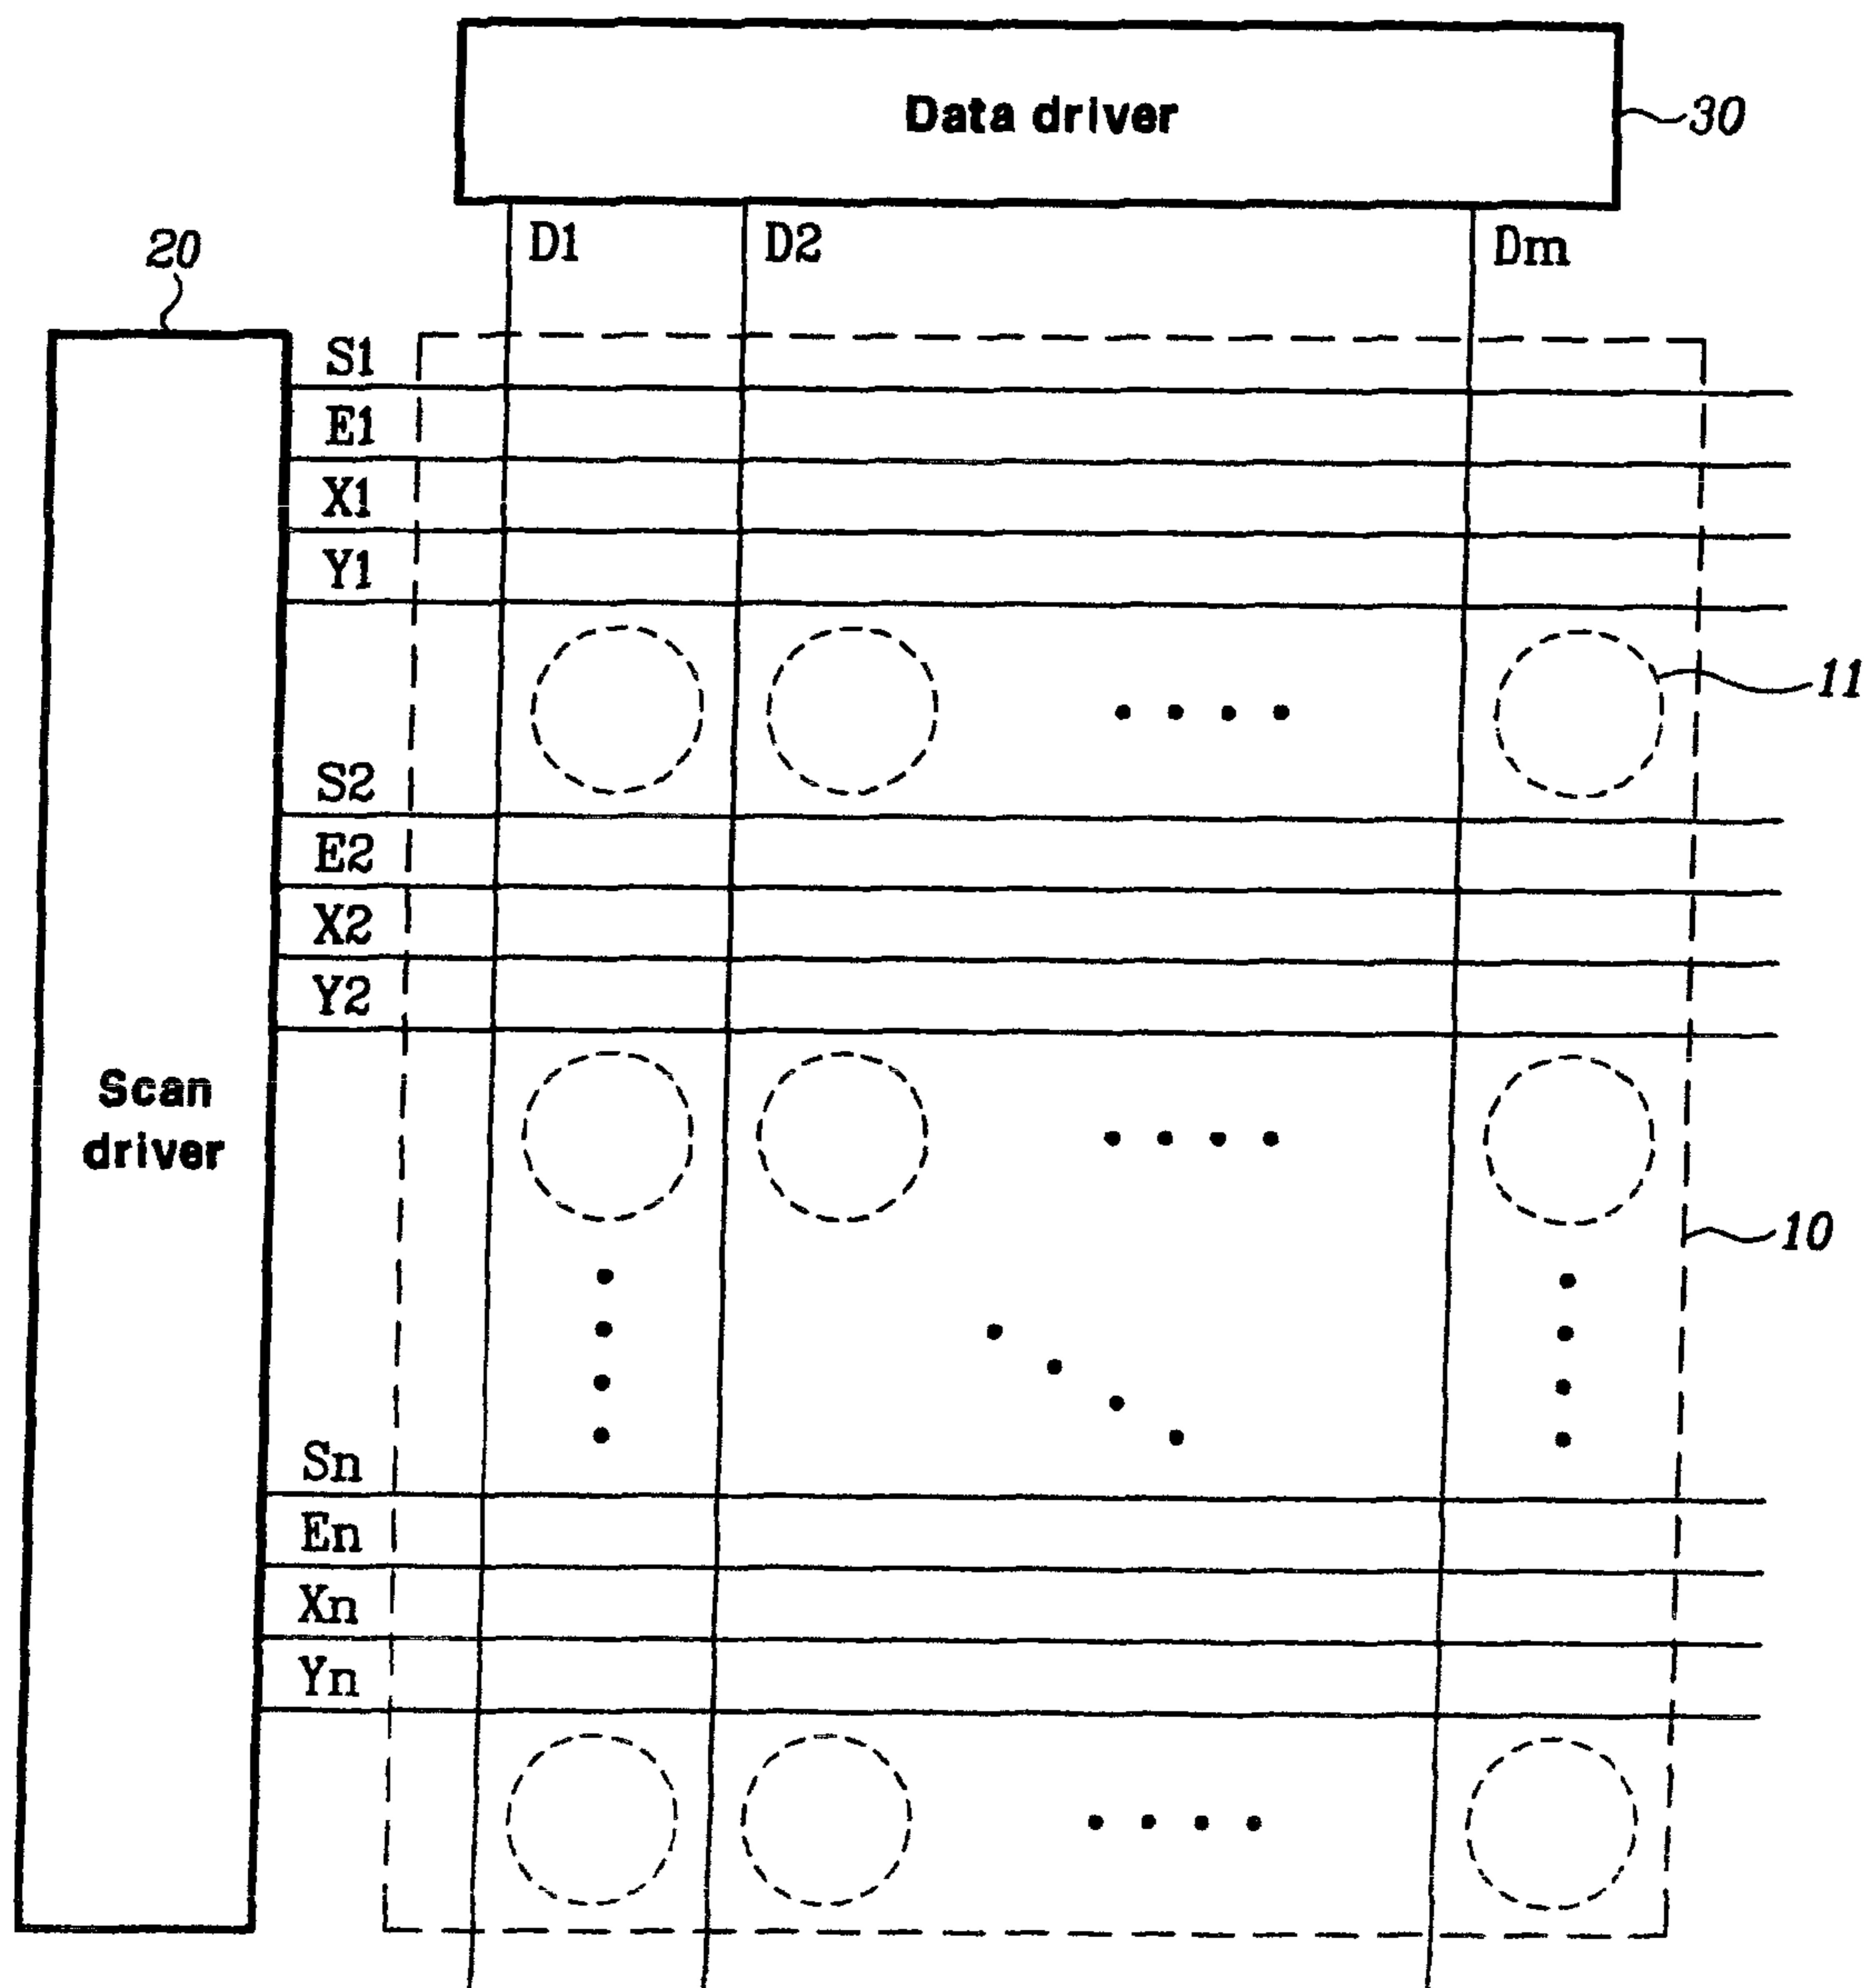 Data driver
30
D1
D2
Dm
20
S1
E1
X1
Y1
11
S2
E2
X2
Y2
Scan
driver
10
Sn
En
Xn
Yn